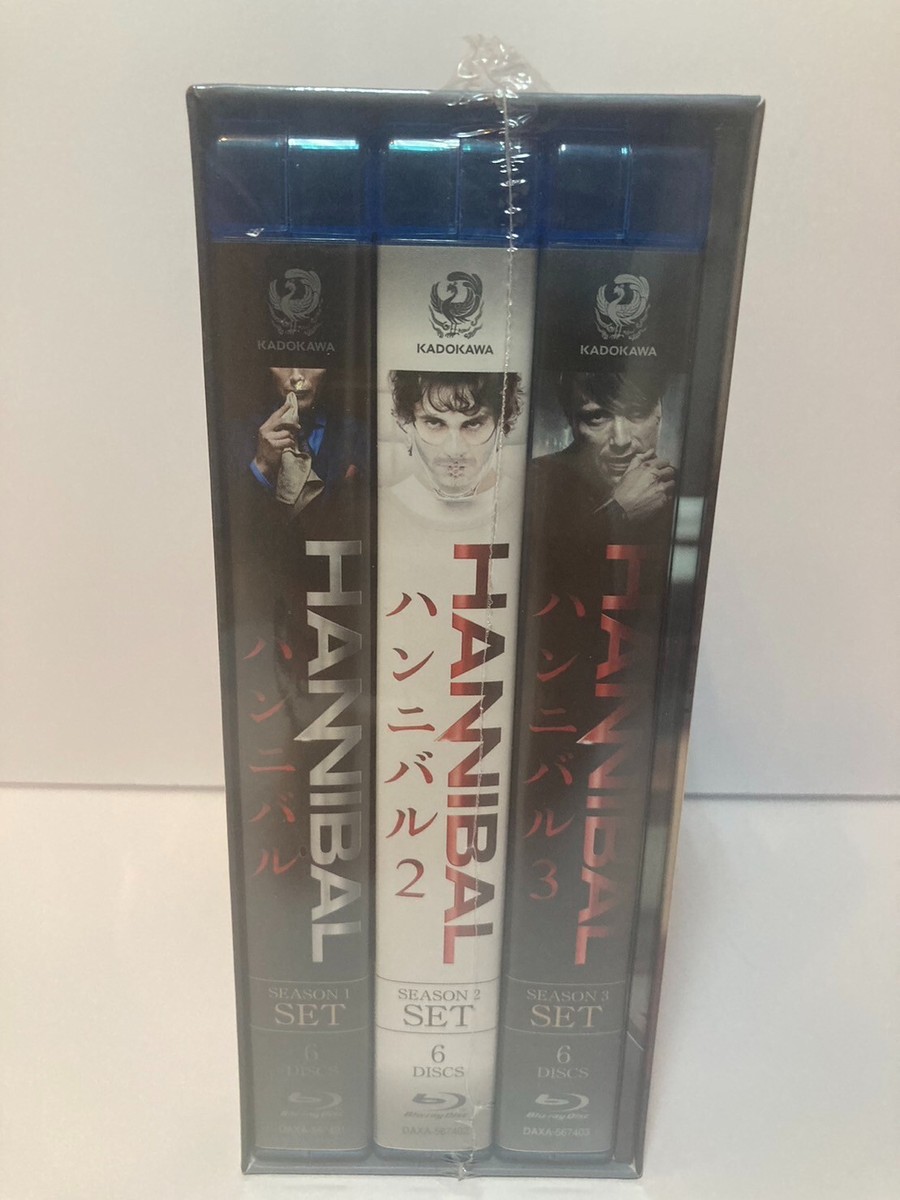 KADOKAWA
HANNIBAL
ハンニバル
SEASON 1
SET
6
DISCS
Blu-ray Disc
KADOKAWA
HANNIBAL
ハンニバル2
SEASON 2
SET
6
DISCS
Blu-ray Disc
KADOKAWA
HANNIBAL
ハンニバル3
SEASON 3
SET
6
DISCS
Blu-ray Disc
DAXA-567403